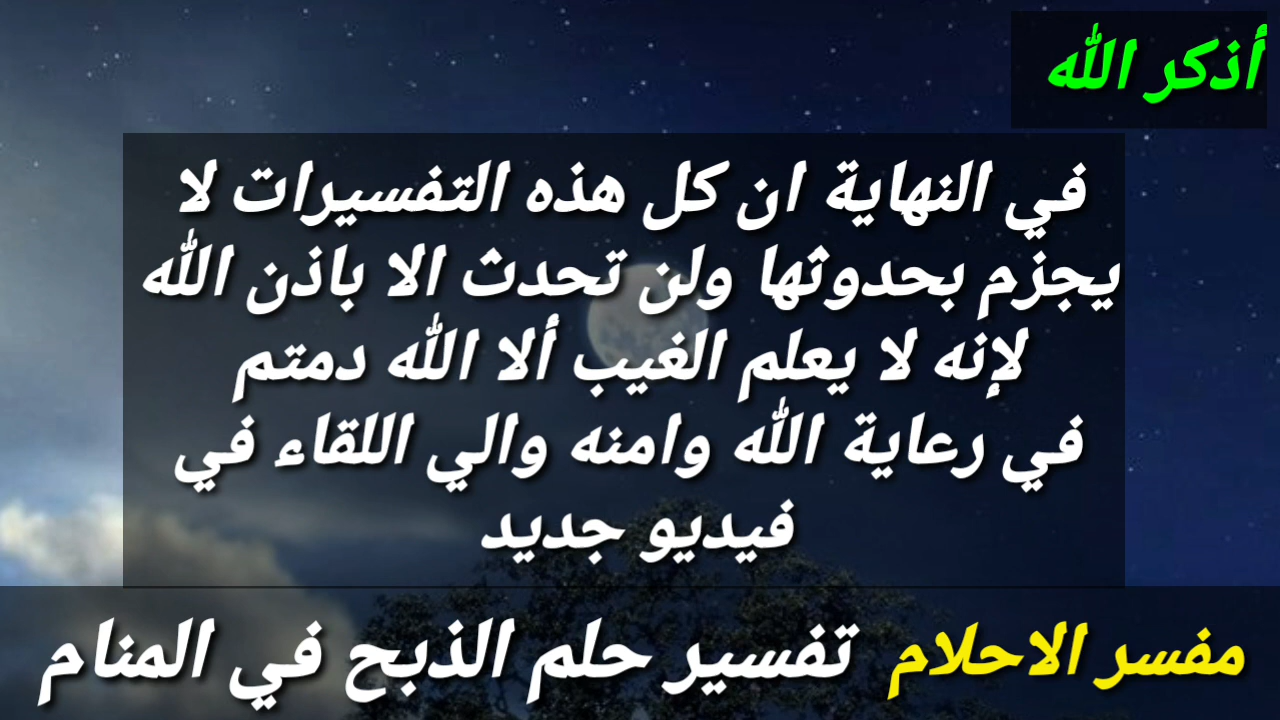 أذكر الله
في النهاية ان كل هذه التفسيرات لا
يجزم بحدوثها ولن تحدث الا باذن الله
لإنه لا يعلم الغيب ألا الله دمتم
في رعاية الله وامنه والي اللقاء في
فيديو جديد
مفسر الاحلام تفسير حلم الذبح في المنام